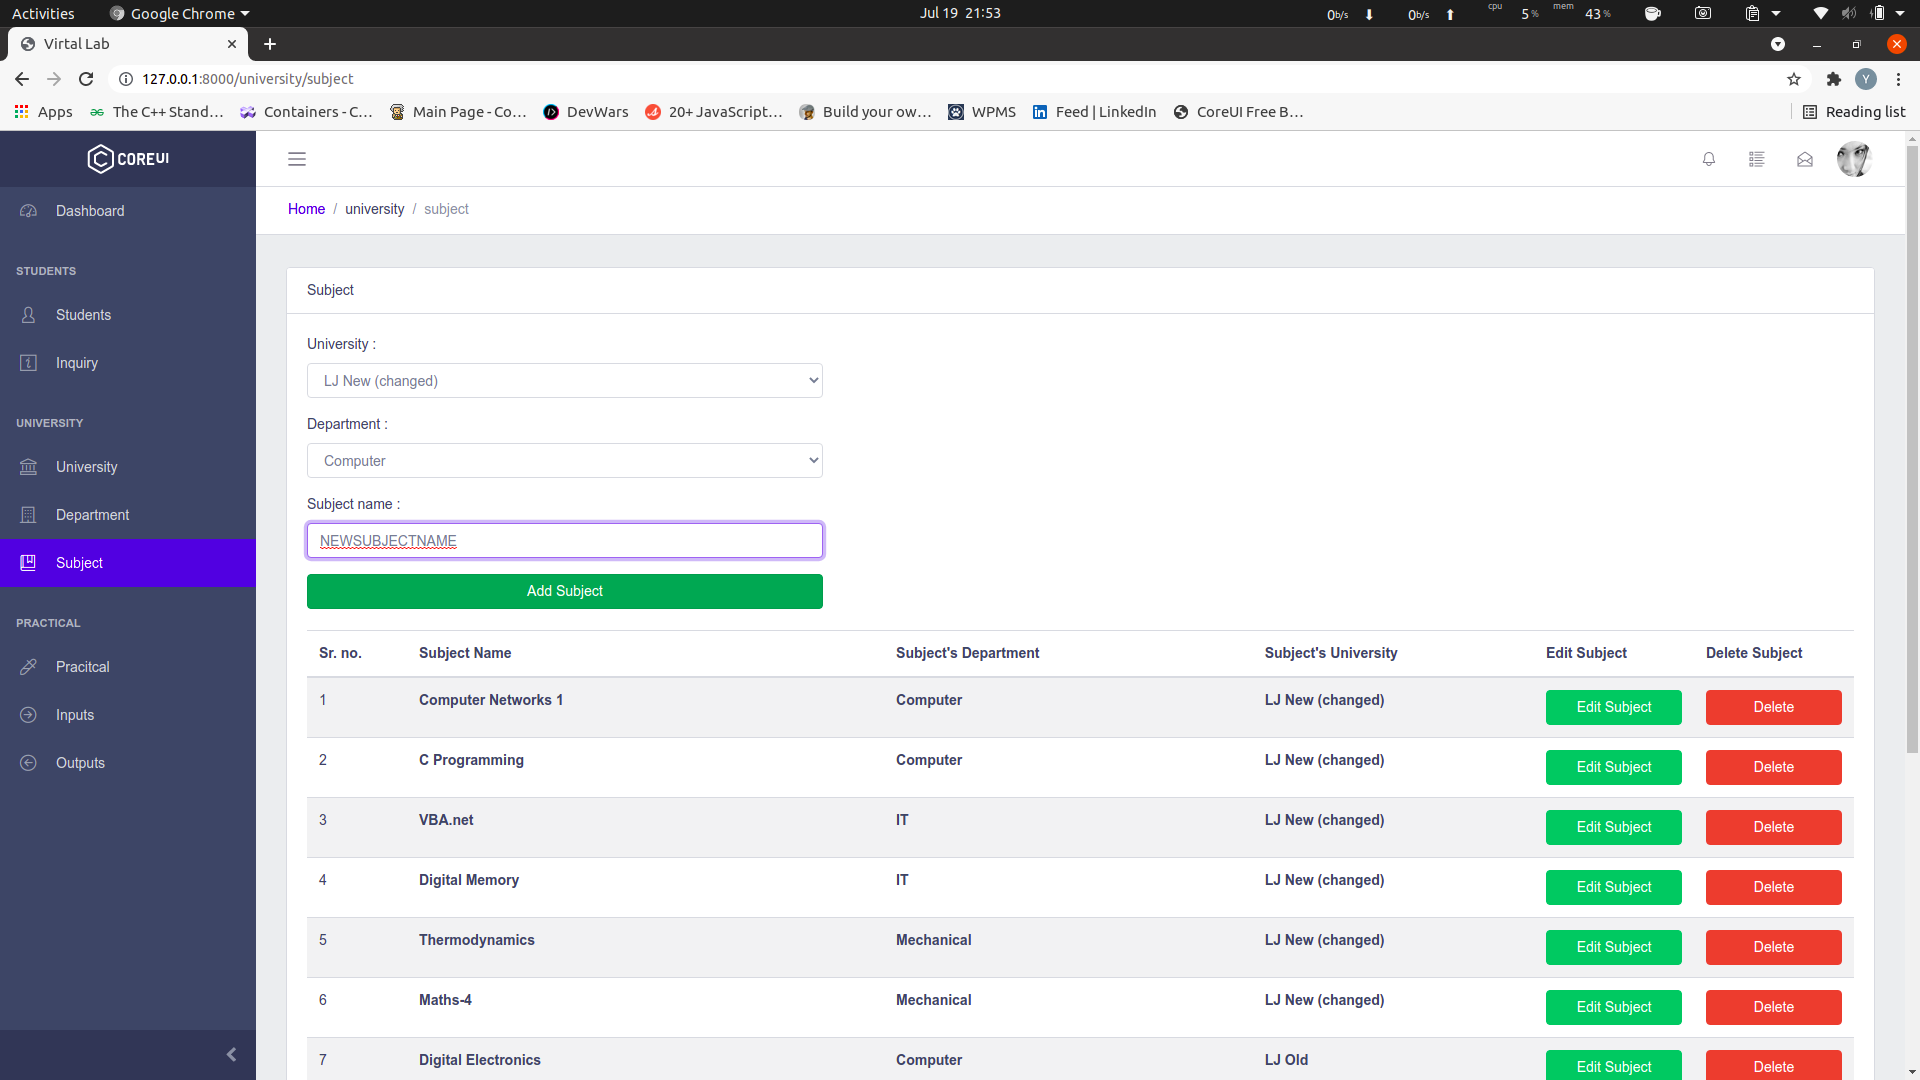 Activities Google Chrome Jul 19 21:53 0b/s 0b/s cpu 5% mem 43%
Virtal Lab
127.0.0.1:8000/university/subject Y
Apps The C++ Stand... Containers - C... Main Page - Co... DevWars 20+ JavaScript... Build your ow... WPMS Feed | LinkedIn CoreUI Free B... Reading list
COREUI
Dashboard
STUDENTS
Students
Inquiry
UNIVERSITY
University
Department
Subject
PRACTICAL
Pracitcal
Inputs
Outputs
Home / university / subject
Subject
University :
LJ New (changed)
Department :
Computer
Subject name :
NEWSUBJECTNAME
Add Subject
Sr. no. Subject Name Subject's Department Subject's University Edit Subject Delete Subject
1 Computer Networks 1 Computer LJ New (changed) Edit Subject Delete
2 C Programming Computer LJ New (changed) Edit Subject Delete
3 VBA.net IT LJ New (changed) Edit Subject Delete
4 Digital Memory IT LJ New (changed) Edit Subject Delete
5 Thermodynamics Mechanical LJ New (changed) Edit Subject Delete
6 Maths-4 Mechanical LJ New (changed) Edit Subject Delete
7 Digital Electronics Computer LJ Old Edit Subject Delete